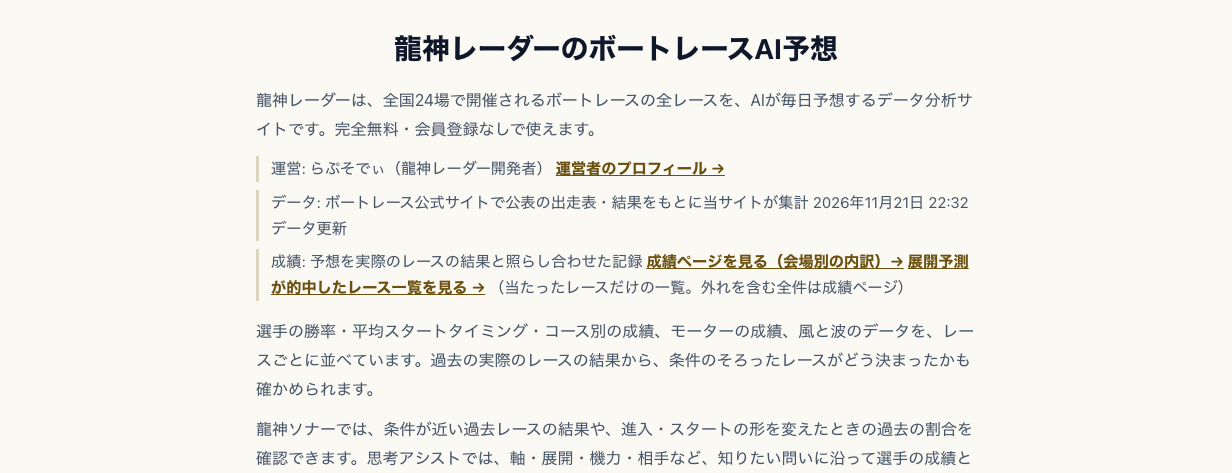 龍神レーダーのボートレースAI予想
龍神レーダーは、全国24場で開催されるボートレースの全レースを、AIが毎日予想するデータ分析サ
イトです。完全無料・会員登録なしで使えます。
運営: らぷそでぃ（龍神レーダー開発者） 運営者のプロフィール →
データ: ボートレース公式サイトで公表の出走表・結果をもとに当サイトが集計 2026年11月21日 22:32
データ更新
成績: 予想を実際のレースの結果と照らし合わせた記録 成績ページを見る（会場別の内訳）→ 展開予測
が的中したレース一覧を見る → （当たったレースだけの一覧。外れを含む全件は成績ページ）
選手の勝率・平均スタートタイミング・コース別の成績、モーターの成績、風と波のデータを、レー
スごとに並べています。過去の実際のレースの結果から、条件のそろったレースがどう決まったかも
確かめられます。
龍神ソナーでは、条件が近い過去レースの結果や、進入・スタートの形を変えたときの過去の割合を
確認できます。思考アシストでは、軸・展開・機力・相手など、知りたい問いに沿って選手の成績と